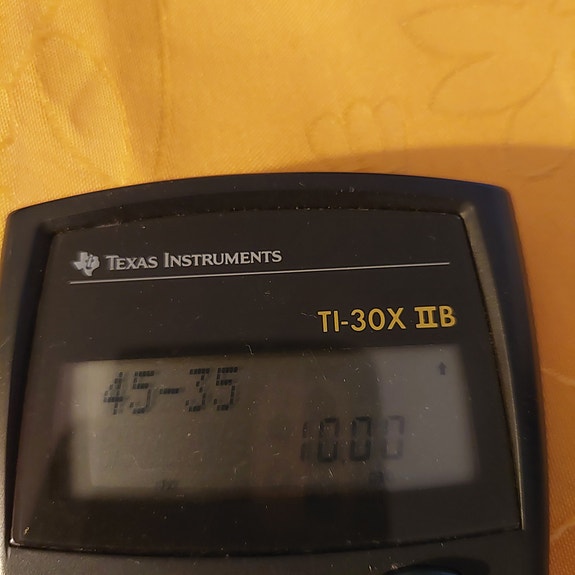 TEXAS INSTRUMENTS
TI-30X IIB
45-35
10.00